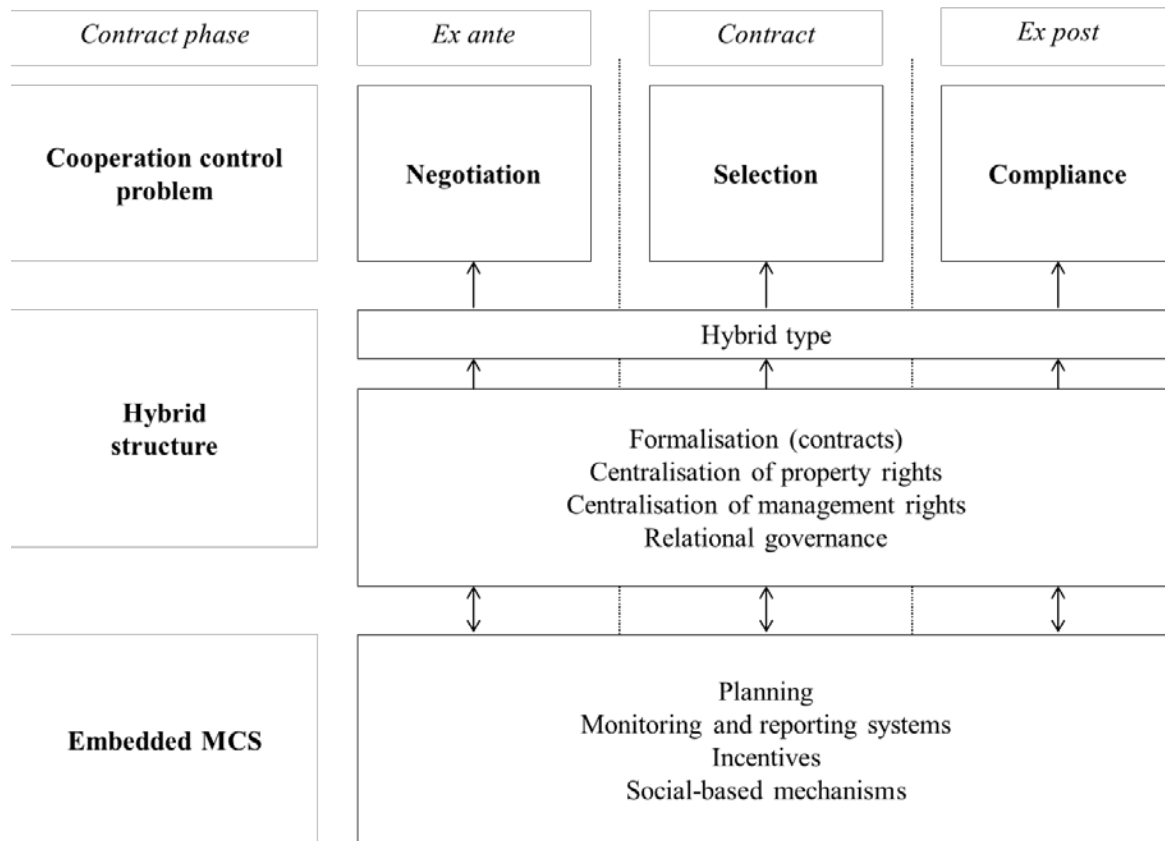 Contract phase
Ex ante
Contract
Ex post
Cooperation control
problem
Negotiation
Selection
Compliance
Hybrid
structure
Hybrid type
Formalisation (contracts)
Centralisation of property rights
Centralisation of management rights
Relational governance
Embedded MCS
Planning
Monitoring and reporting systems
Incentives
Social-based mechanisms